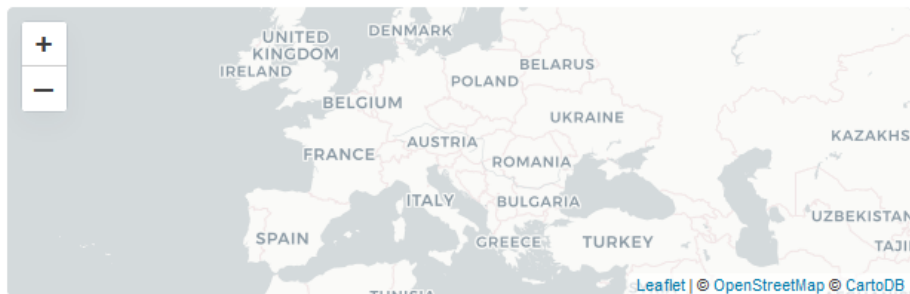 +
−
UNITED
KINGDOM
DENMARK
IRELAND
BELARUS
POLAND
BELGIUM
UKRAINE
AUSTRIA
KAZAKHS
FRANCE
ROMANIA
ITALY
BULGARIA
UZBEKISTAN
SPAIN
GREECE
TURKEY
TAJI
TUNISIA
Leaflet | © OpenStreetMap © CartoDB